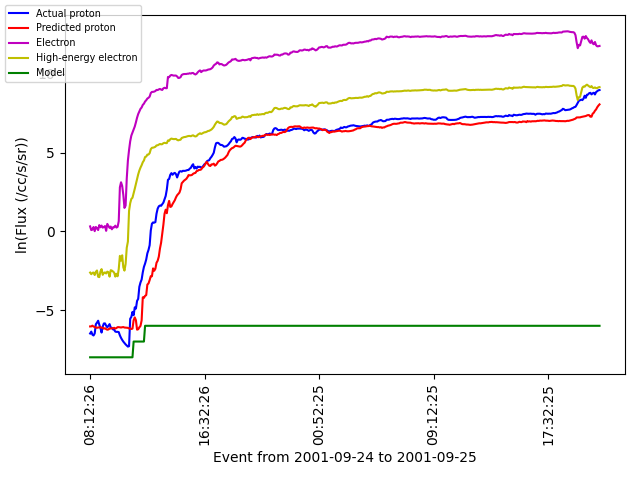 Actual proton
Predicted proton
Electron
High-energy electron
Model
5
0
−5
ln(Flux (/cc/s/sr))
08:12:26
16:32:26
00:52:25
09:12:25
17:32:25
Event from 2001-09-24 to 2001-09-25